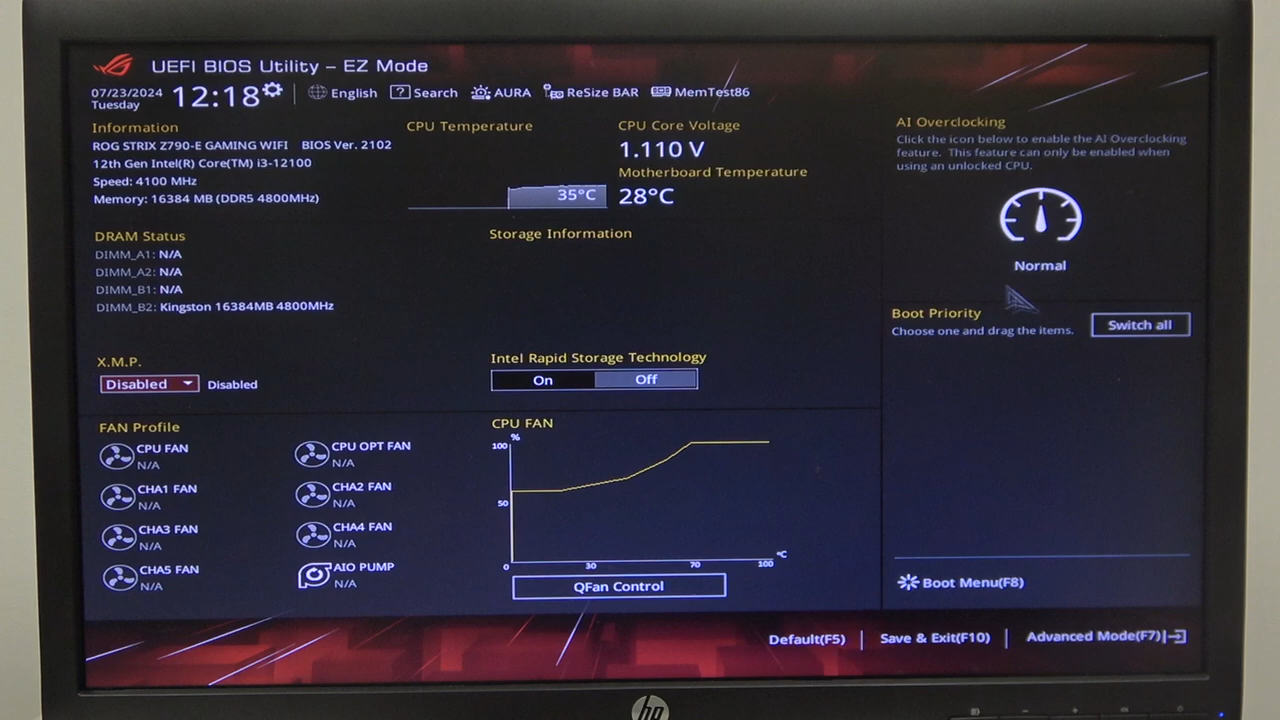 UEFI BIOS Utility – EZ Mode
07/23/2024
Tuesday
12:18
English
Search
AURA
ReSize BAR
MemTest86
Information
ROG STRIX Z790-E GAMING WIFI BIOS Ver. 2102
12th Gen Intel(R) Core(TM) i3-12100
Speed: 4100 MHz
Memory: 16384 MB (DDR5 4800MHz)
CPU Temperature
35°C
CPU Core Voltage
1.110 V
Motherboard Temperature
28°C
AI Overclocking
Click the icon below to enable the AI Overclocking
feature. This feature can only be enabled when
using an unlocked CPU.
Normal
DRAM Status
DIMM_A1: N/A
DIMM_A2: N/A
DIMM_B1: N/A
DIMM_B2: Kingston 16384MB 4800MHz
Storage Information
X.M.P.
Disabled
Disabled
Intel Rapid Storage Technology
On
Off
Boot Priority
Choose one and drag the items.
Switch all
FAN Profile
CPU FAN
N/A
CPU OPT FAN
N/A
CHA1 FAN
N/A
CHA2 FAN
N/A
CHA3 FAN
N/A
CHA4 FAN
N/A
CHA5 FAN
N/A
AIO PUMP
N/A
CPU FAN
%
100
50
0
30
70
100
°C
QFan Control
Boot Menu(F8)
Default(F5)
Save & Exit(F10)
Advanced Mode(F7)
hp